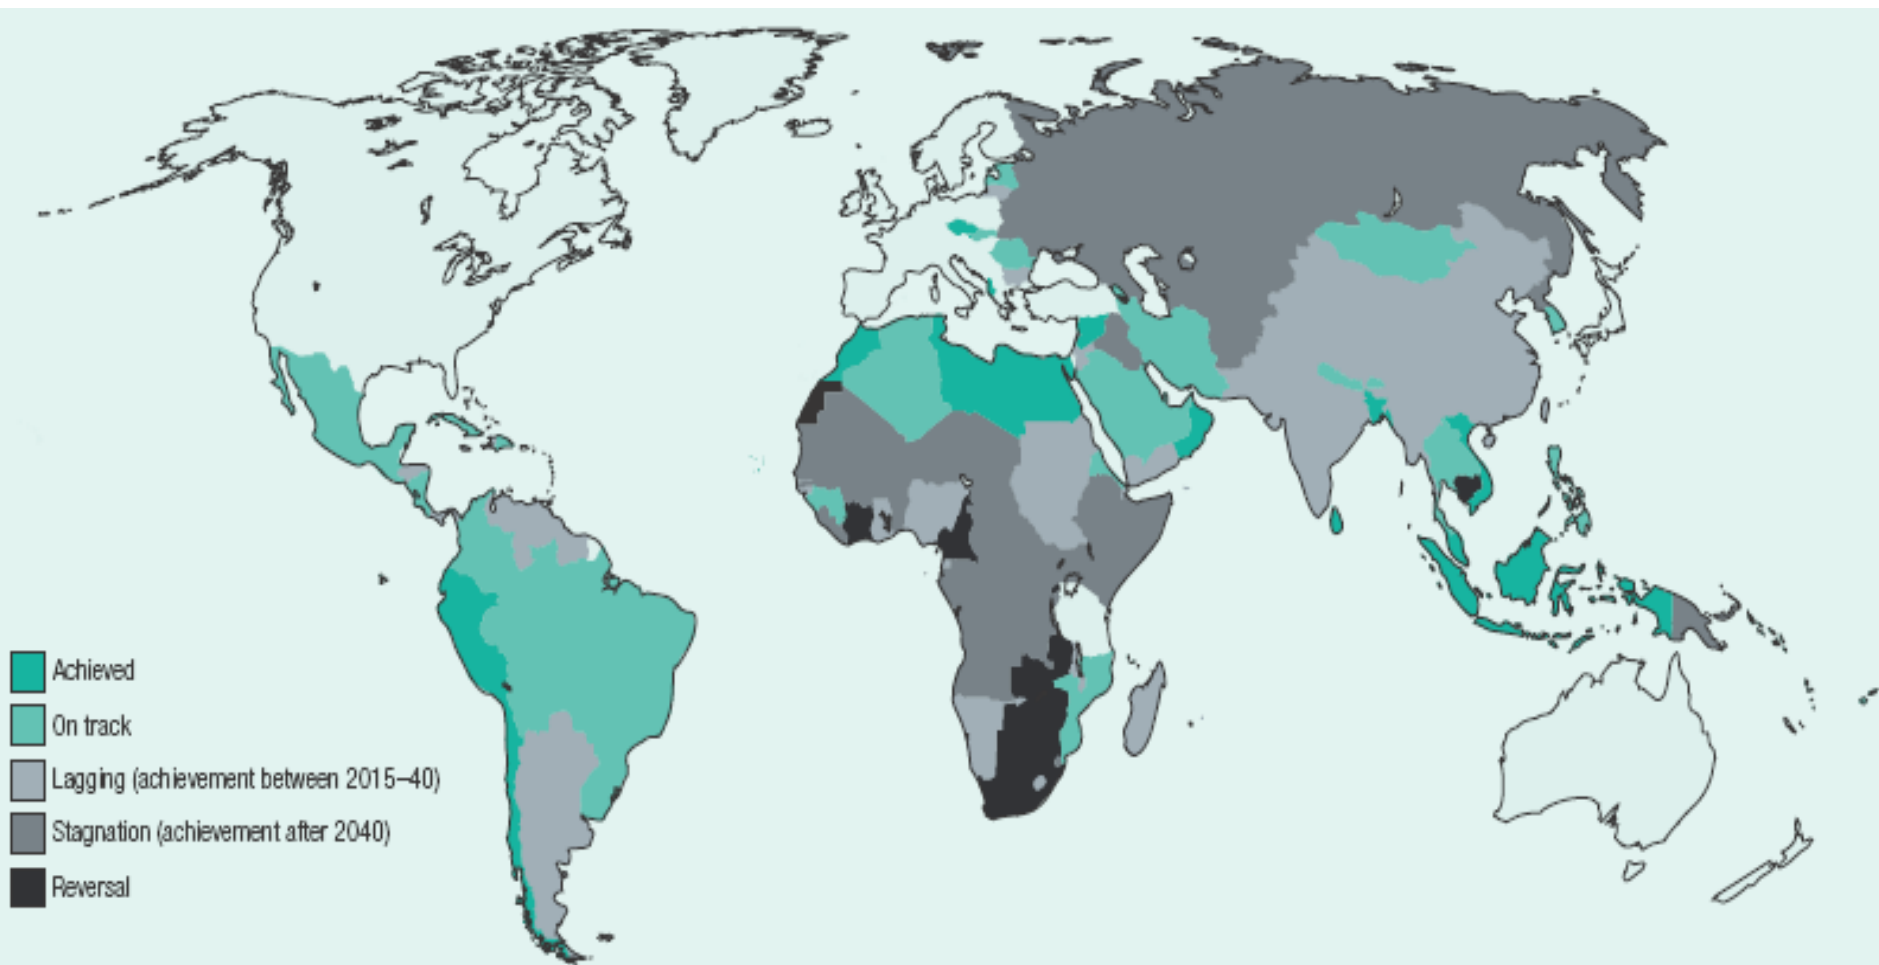 Achieved
On track
Lagging (achievement between 2015–40)
Stagnation (achievement after 2040)
Reversal